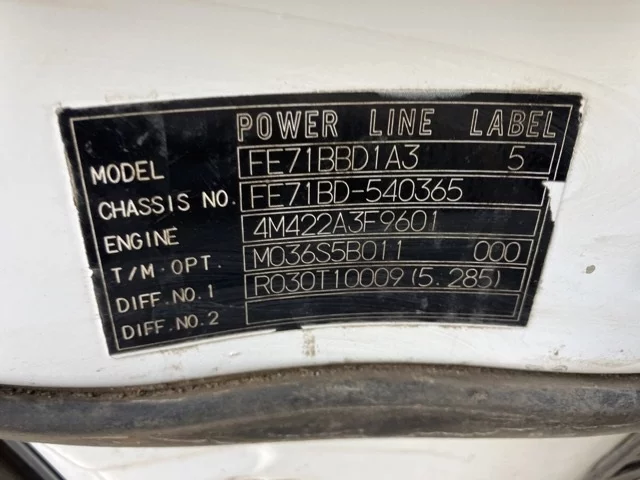 POWER LINE LABEL
MODEL FE71BBD1A3 5
CHASSIS NO. FE71BD-540365
ENGINE 4M422A3F9601
T/M.OPT. M036S5B011 000
DIFF.NO.1 R030T10009(5.285)
DIFF.NO.2